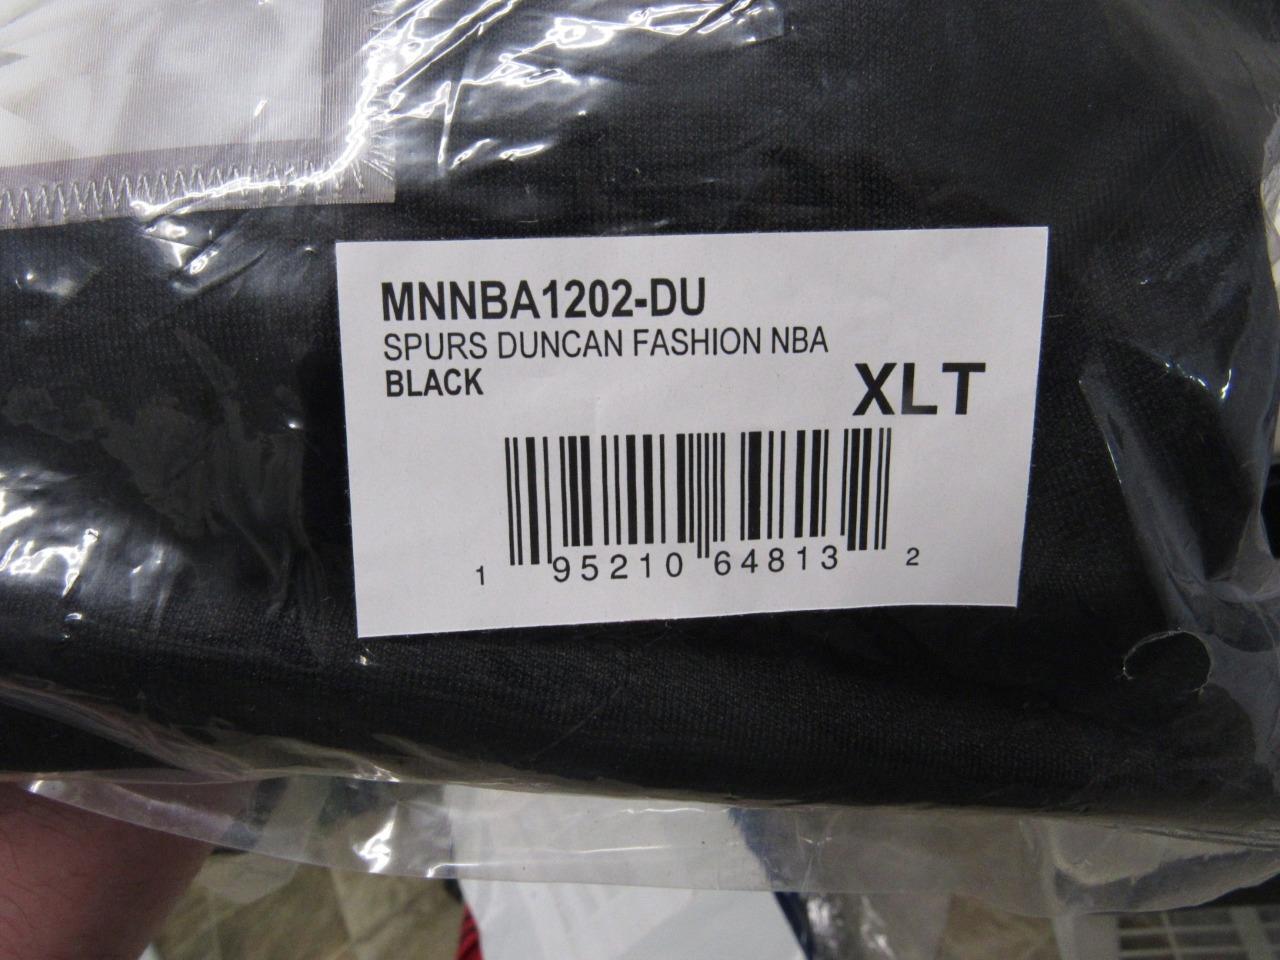 MNNBA1202-DU
SPURS DUNCAN FASHION NBA
BLACK
XLT
1 95210 64813 2